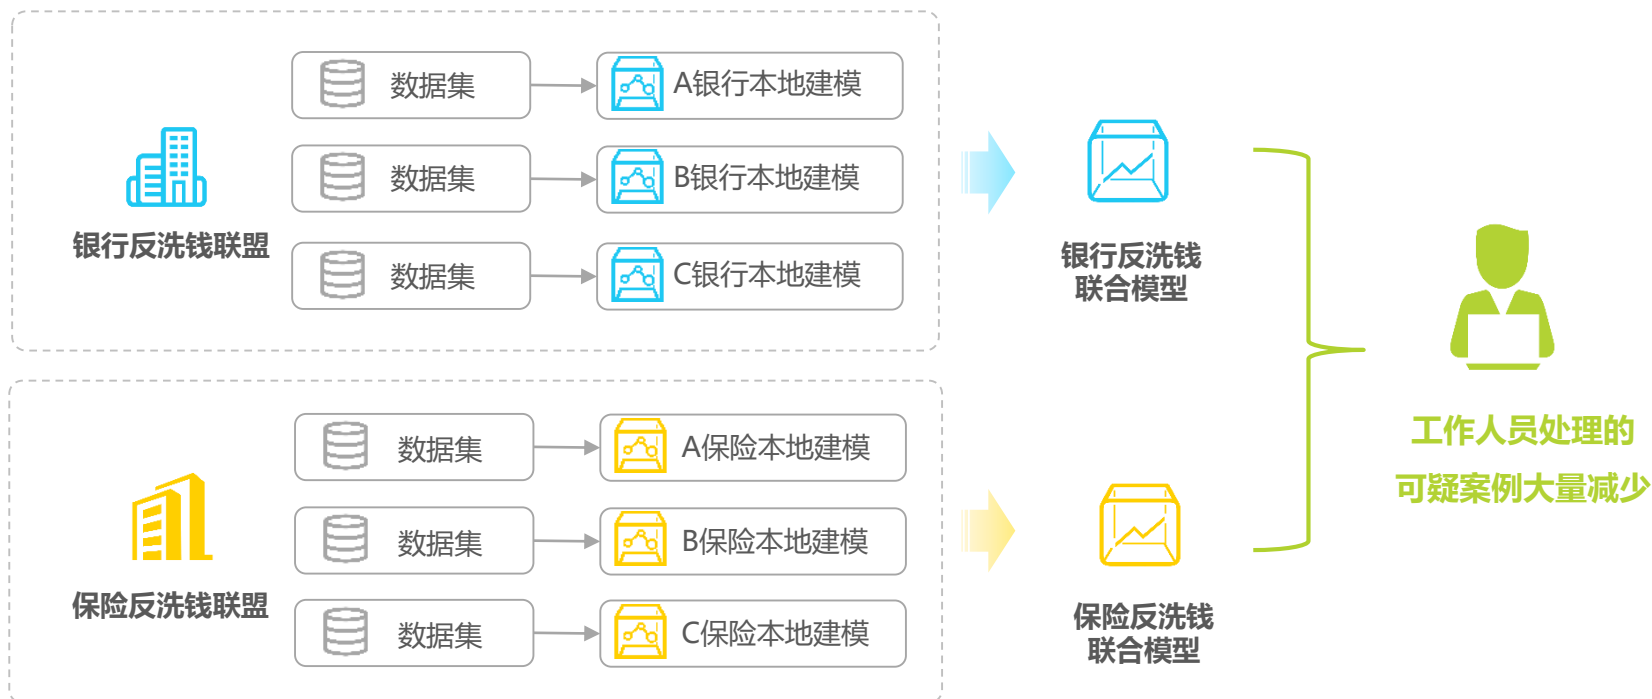 银行反洗钱联盟
数据集
A银行本地建模
数据集
B银行本地建模
数据集
C银行本地建模
银行反洗钱
联合模型
保险反洗钱联盟
数据集
A保险本地建模
数据集
B保险本地建模
数据集
C保险本地建模
保险反洗钱
联合模型
工作人员处理的
可疑案例大量减少